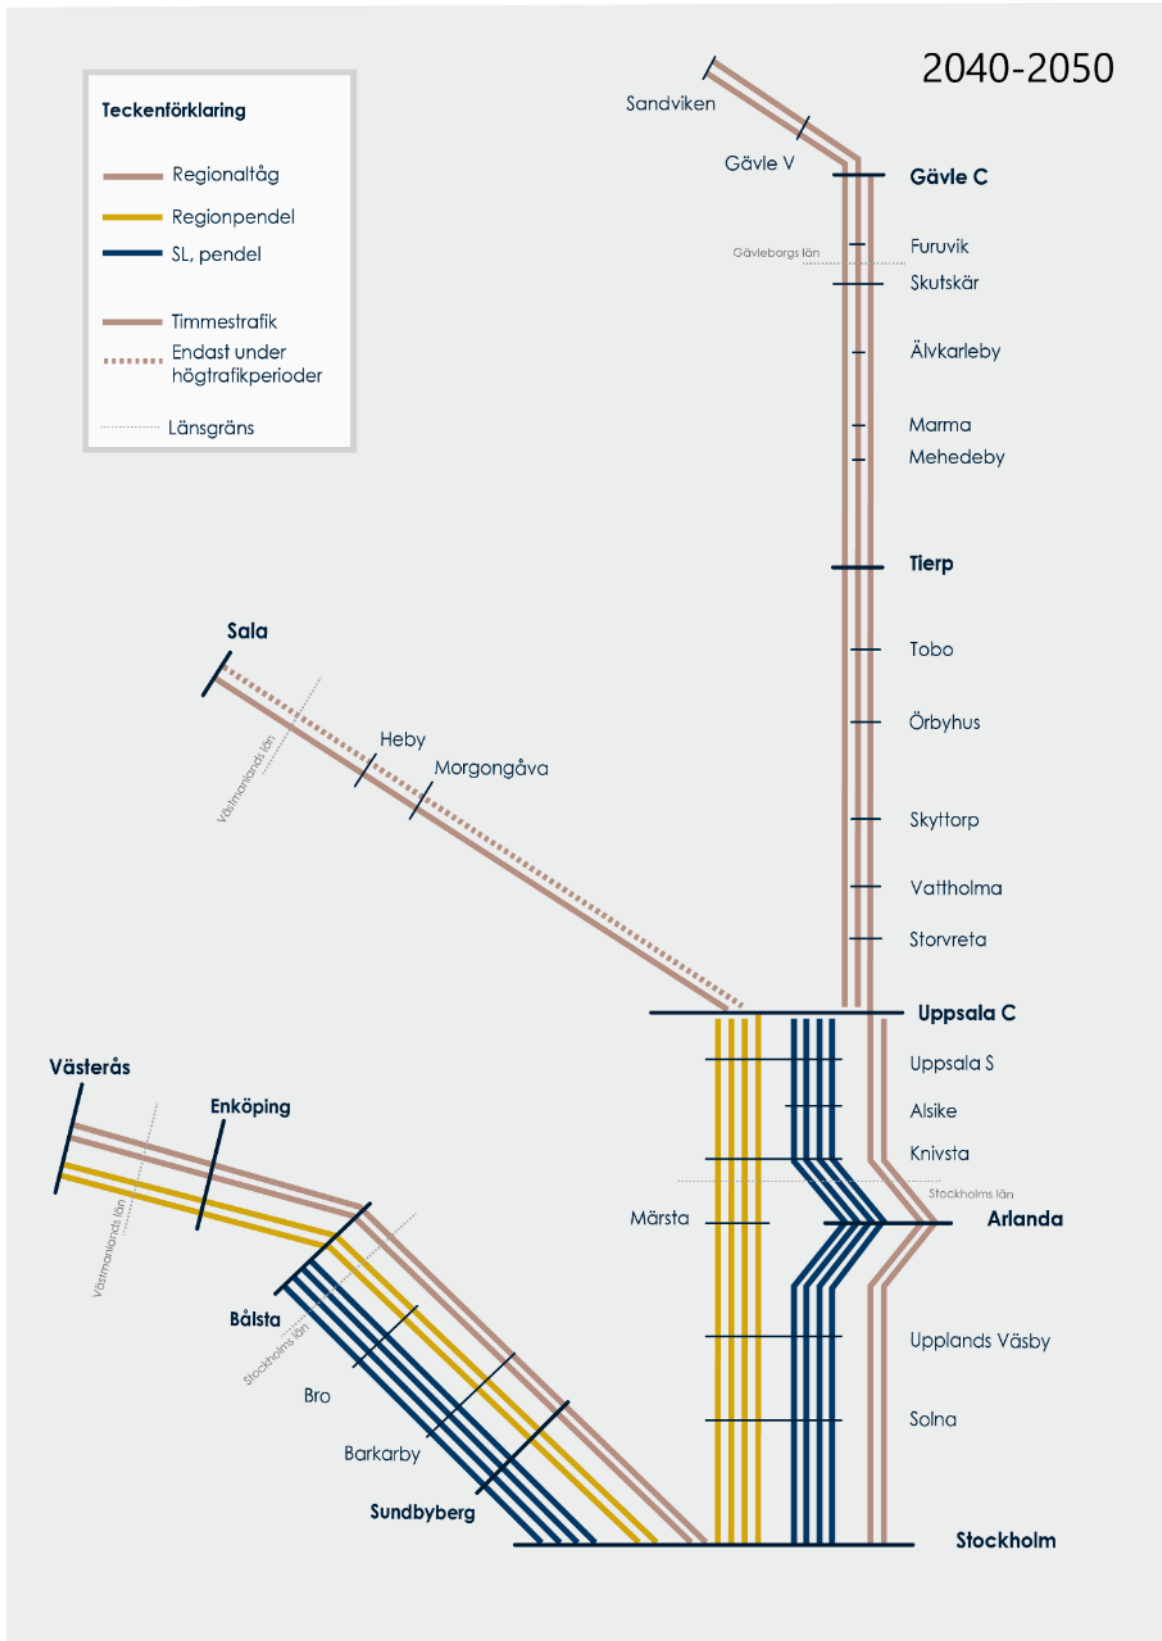 2040-2050
Teckenförklaring
Regionaltåg
Regionpendel
SL, pendel
Timmestrafik
Endast under
högtrafikperioder
Länsgräns
Sandviken
Gävle V
Gävle C
Furuvik
Gävleborgs län
Skutskär
Älvkarleby
Marma
Mehedeby
Tierp
Sala
Tobo
Örbyhus
Heby
Morgongåva
Västmanlands län
Skyttorp
Vattholma
Storvreta
Uppsala C
Uppsala S
Västerås
Enköping
Alsike
Knivsta
Stockholms län
Västmanlands län
Märsta
Arlanda
Bålsta
Stockholms län
Upplands Väsby
Bro
Solna
Barkarby
Sundbyberg
Stockholm